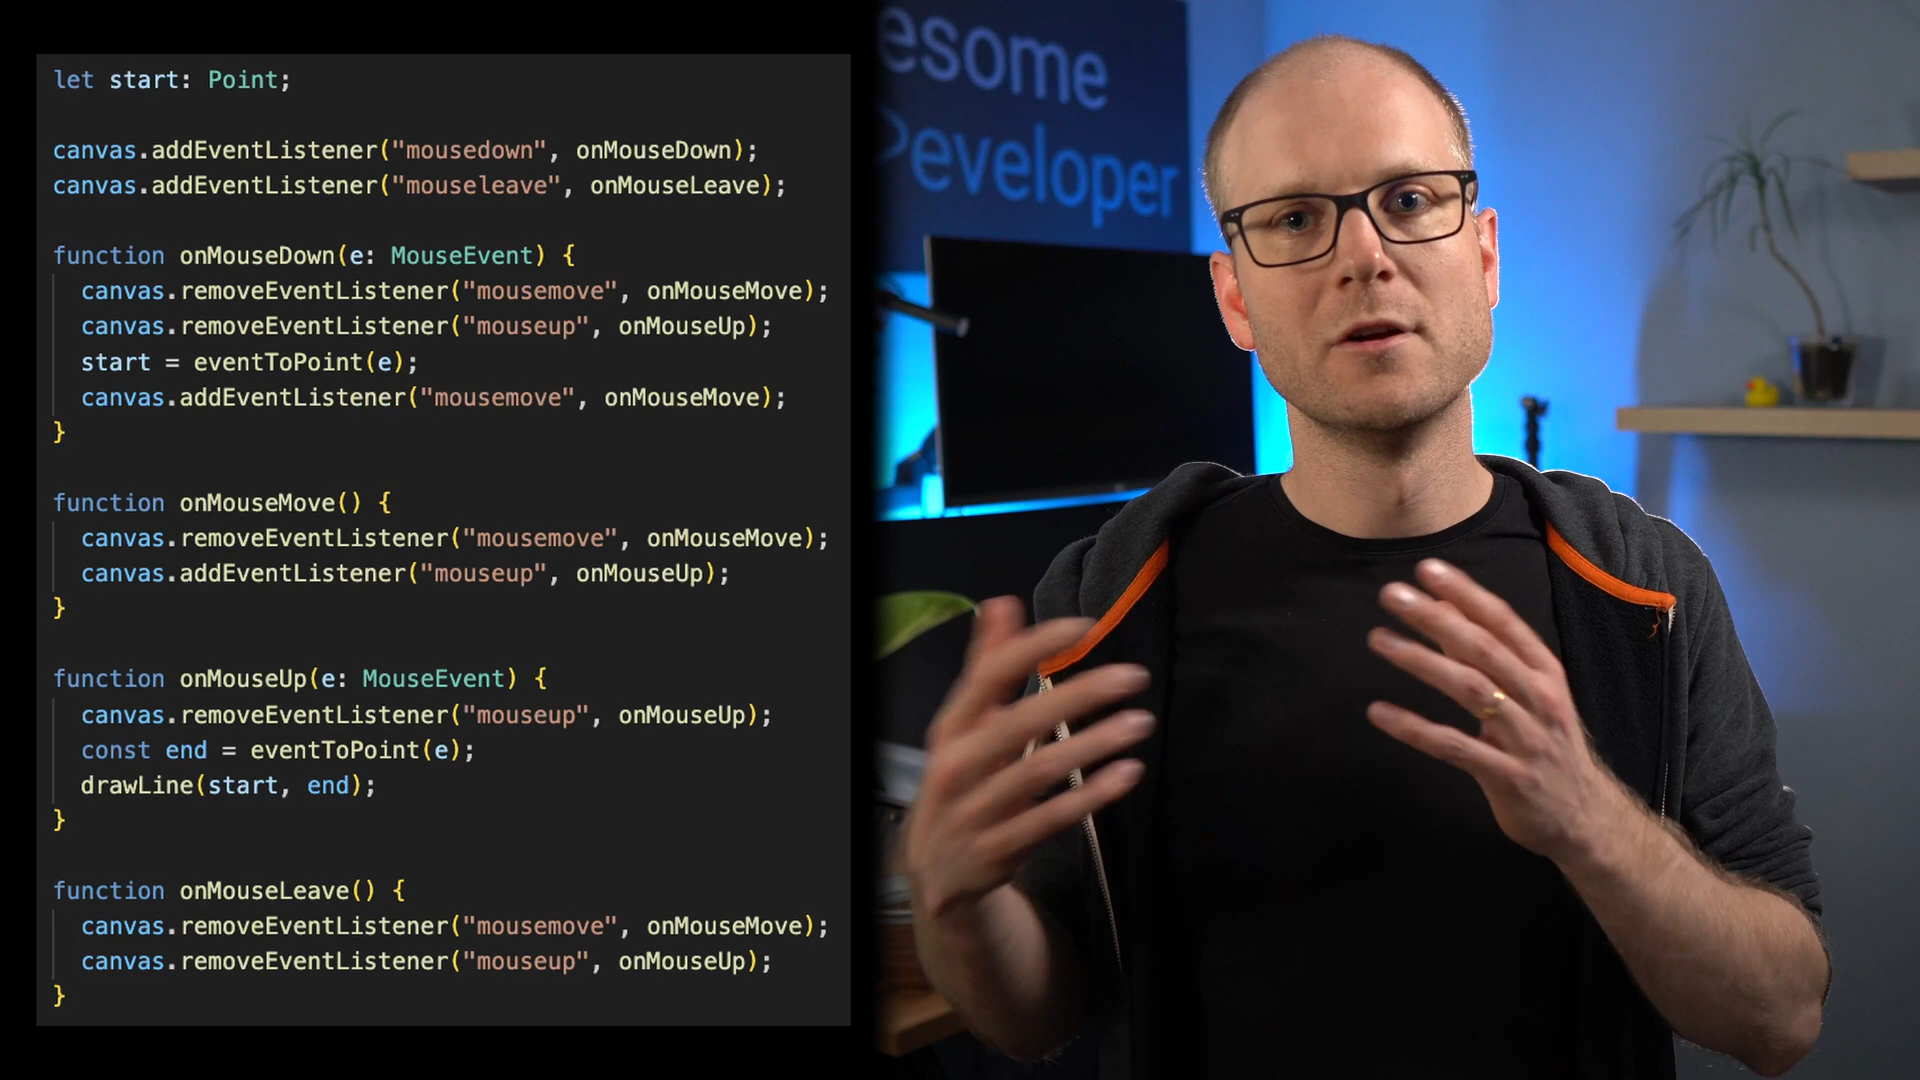 let start: Point;
canvas.addEventListener("mousedown", onMouseDown);
canvas.addEventListener("mouseleave", onMouseLeave);
function onMouseDown(e: MouseEvent) {
  canvas.removeEventListener("mousemove", onMouseMove);
  canvas.removeEventListener("mouseup", onMouseUp);
  start = eventToPoint(e);
  canvas.addEventListener("mousemove", onMouseMove);
}
function onMouseMove() {
  canvas.removeEventListener("mousemove", onMouseMove);
  canvas.addEventListener("mouseup", onMouseUp);
}
function onMouseUp(e: MouseEvent) {
  canvas.removeEventListener("mouseup", onMouseUp);
  const end = eventToPoint(e);
  drawLine(start, end);
}
function onMouseLeave() {
  canvas.removeEventListener("mousemove", onMouseMove);
  canvas.removeEventListener("mouseup", onMouseUp);
}
esome
Developer